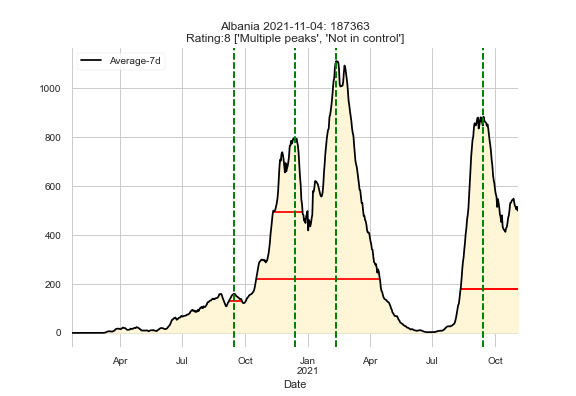 Albania 2021-11-04: 187363
Rating:8 ['Multiple peaks', 'Not in control']
Average-7d
1000
800
600
400
200
0
Apr Jul Oct Jan Apr Jul Oct
2021
Date